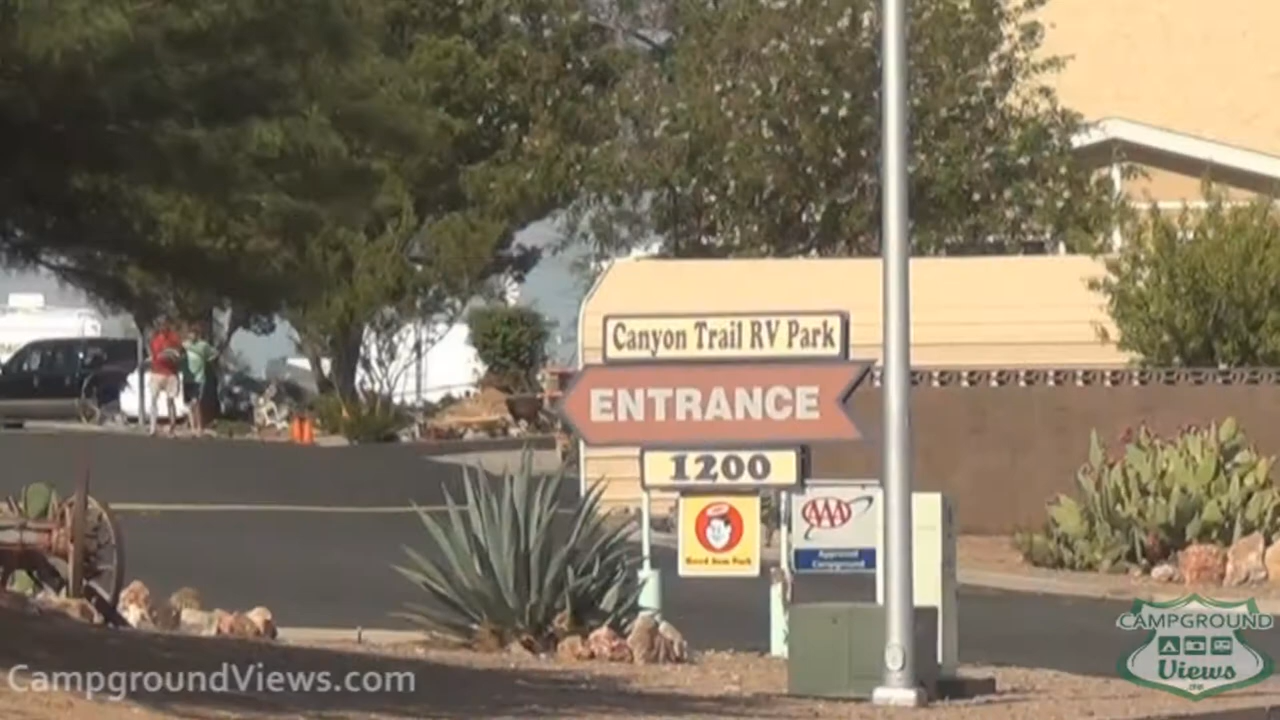 Canyon Trail RV Park
ENTRANCE
1200
Good Sam Park
AAA
Approved
Campground
CampgroundViews.com
CAMPGROUND
Views